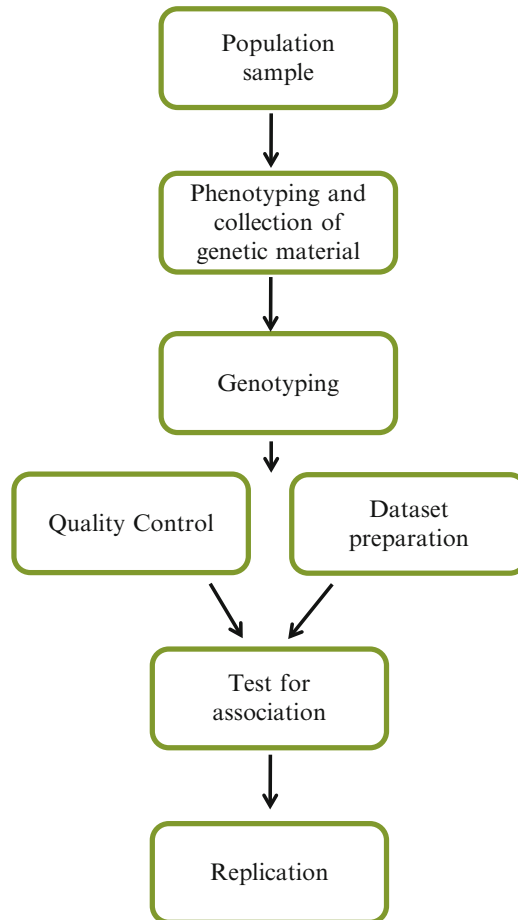 Population
sample
Phenotyping and
collection of
genetic material
Genotyping
Quality Control
Dataset
preparation
Test for
association
Replication